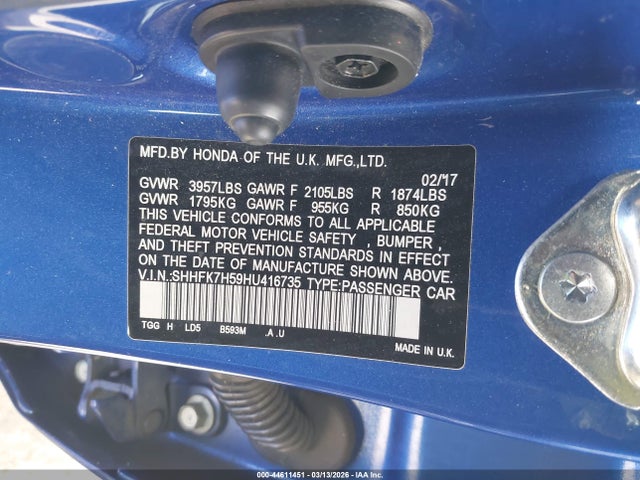 MFD.BY HONDA OF THE U.K. MFG.,LTD.
02/17
GVWR 3957LBS GAWR F 2105LBS R 1874LBS
GVWR 1795KG GAWR F 955KG R 850KG
THIS VEHICLE CONFORMS TO ALL APPLICABLE
FEDERAL MOTOR VEHICLE SAFETY , BUMPER ,
AND THEFT PREVENTION STANDARDS IN EFFECT
ON THE DATE OF MANUFACTURE SHOWN ABOVE.
V.I.N.:SHHFK7H59HU416735 TYPE:PASSENGER CAR
TGG H LD5 B593M .A.U
MADE IN U.K.
000-44611451 - 03/13/2026 - IAA Inc.